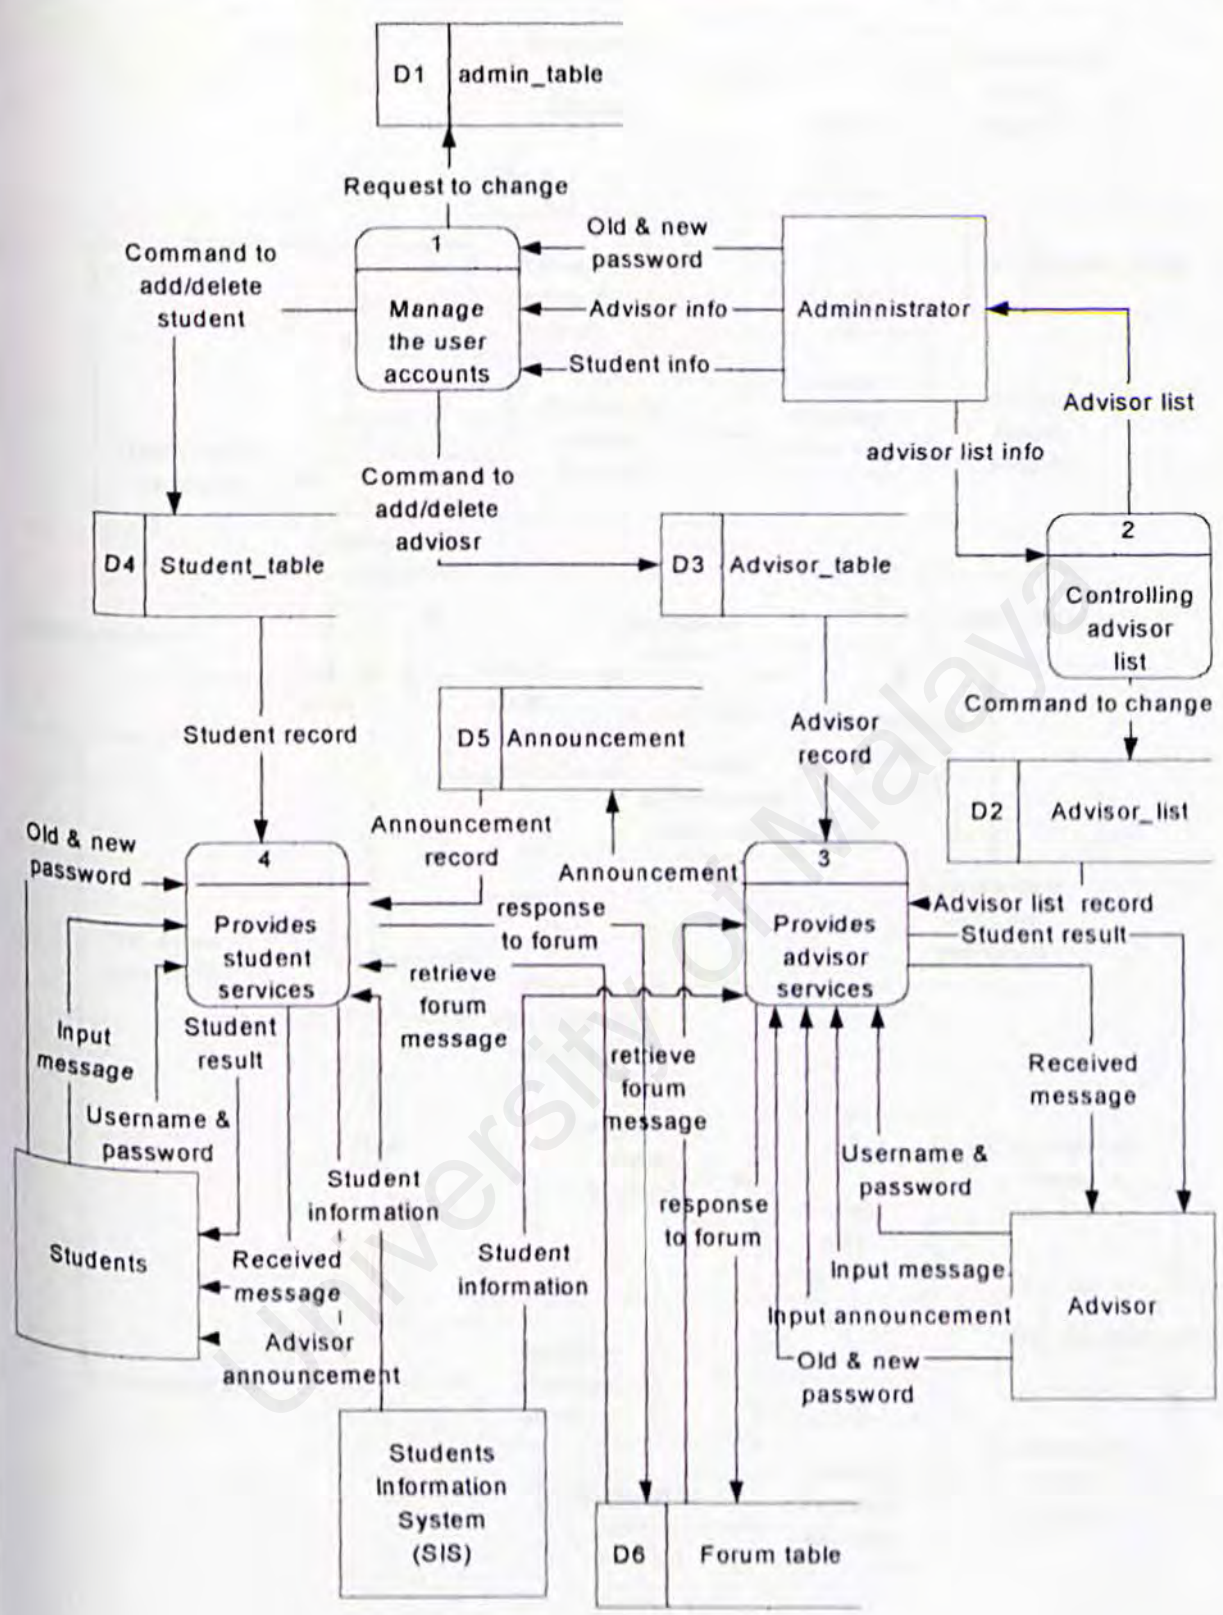 D1 admin_table
Request to change
Command to
add/delete
student
1
Manage
the user
accounts
Old & new
password
Advisor info
Student info
Adminnistrator
Advisor list
advisor list info
Command to
add/delete
adviosr
D4 Student_table
D3 Advisor_table
2
Controlling
advisor
list
Student record
D5 Announcement
Advisor
record
Command to change
D2 Advisor_list
Old & new
password
4
Provides
student
services
Announcement
record
Announcement
3
Provides
advisor
services
Advisor list record
Student result
response
to forum
retrieve
forum
message
Input
message
Student
result
Username &
password
retrieve
forum
message
Received
message
Username &
password
Student
information
response
to forum
Students
Received
message
Student
information
Input message
Input announcement
Advisor
Advisor
announcement
Old & new
password
Students
Information
System
(SIS)
D6 Forum table
University of Malaya